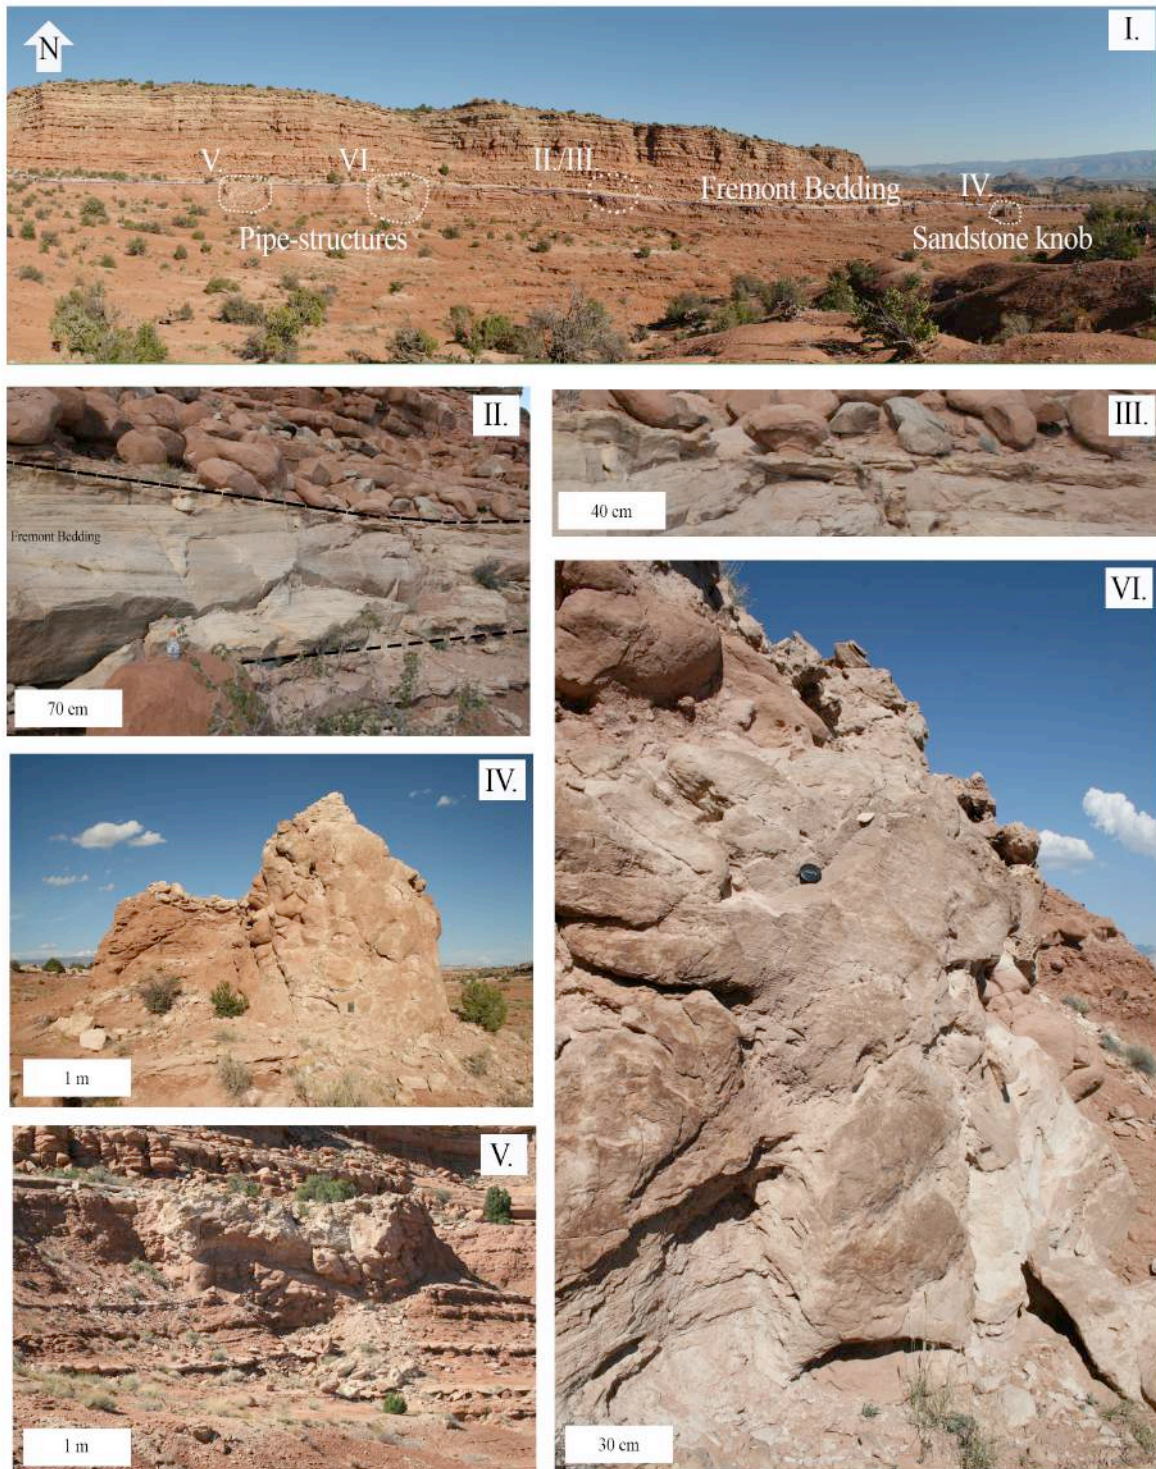 N
I.
V.
VI.
II./III.
Fremont Bedding
IV.
Pipe-structures
Sandstone knob
II.
Fremont Bedding
70 cm
III.
40 cm
IV.
1 m
V.
1 m
VI.
30 cm